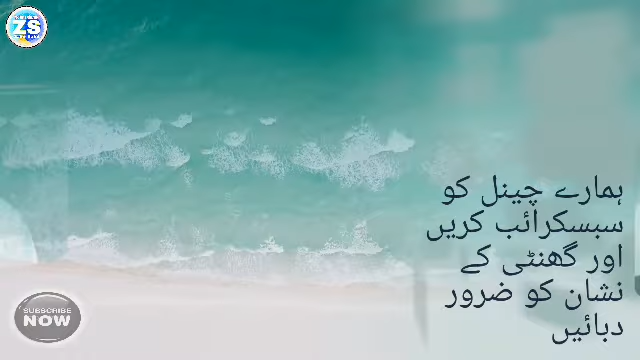 ZS
ہمارے چینل کو
سبسکرائب کریں
اور گھنٹی کے
نشان کو ضرور
دبائیں
SUBSCRIBE
NOW